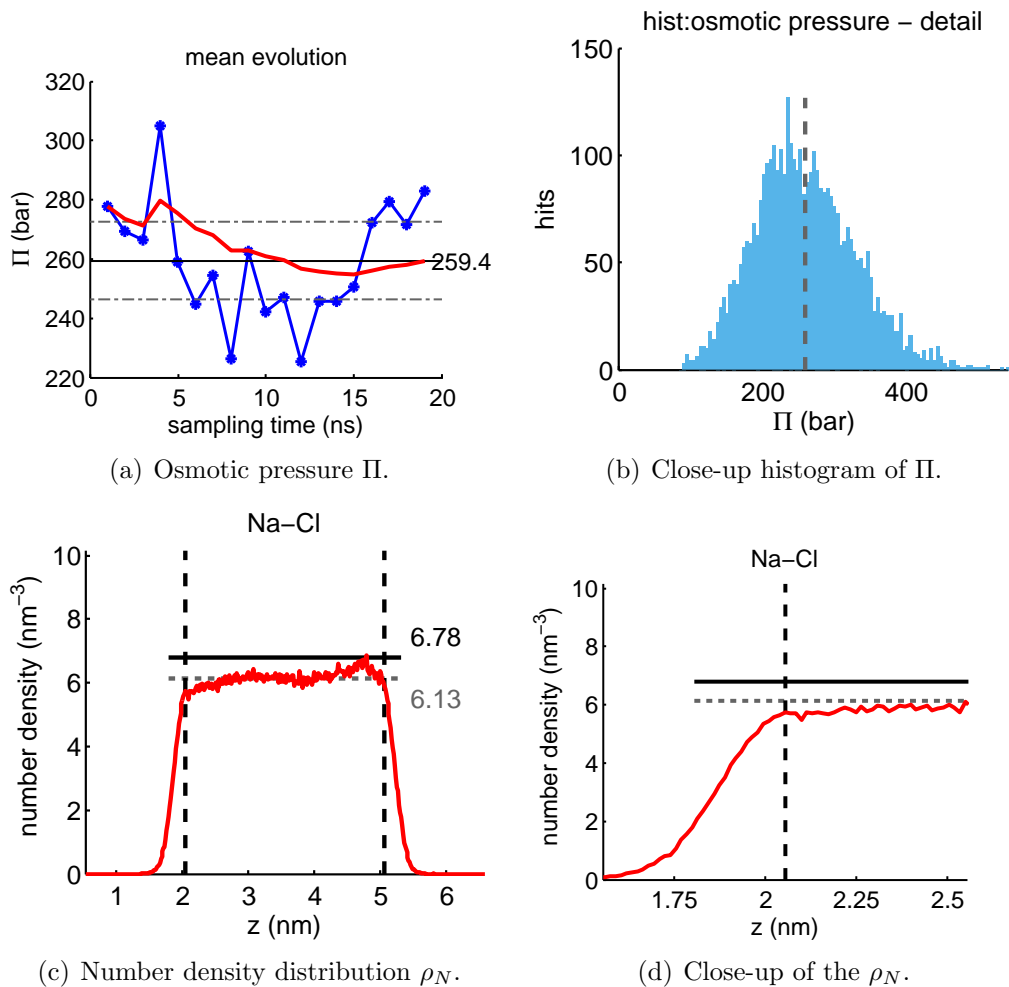 mean evolution
320
300
280
260
240
220
Π (bar)
259.4
0
5
10
15
20
sampling time (ns)
(a) Osmotic pressure Π.
hist:osmotic pressure − detail
150
100
50
0
hits
0
200
400
Π (bar)
(b) Close-up histogram of Π.
Na−Cl
10
8
6
4
2
0
number density (nm⁻³)
6.78
6.13
1
2
3
4
5
6
z (nm)
(c) Number density distribution ρ_N.
Na−Cl
10
8
6
4
2
0
number density (nm⁻³)
1.75
2
2.25
2.5
z (nm)
(d) Close-up of the ρ_N.